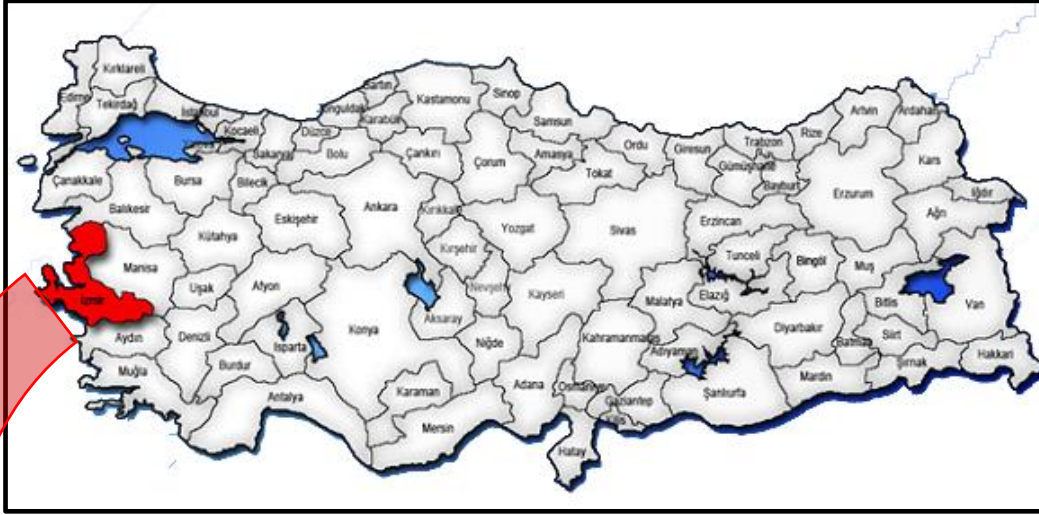 Kırklareli
Edirne
Tekirdağ
İstanbul
Kocaeli
Sakarya
Düzce
Bolu
Zonguldak
Bartın
Karabük
Kastamonu
Sinop
Samsun
Çankırı
Çorum
Amasya
Tokat
Ordu
Giresun
Trabzon
Gümüşhane
Bayburt
Rize
Artvin
Ardahan
Kars
Iğdır
Ağrı
Erzurum
Erzincan
Çanakkale
Balıkesir
Bursa
Bilecik
Eskişehir
Kütahya
Ankara
Kırıkkale
Kırşehir
Yozgat
Sivas
Tunceli
Bingöl
Muş
Bitlis
Van
İzmir
Manisa
Uşak
Afyon
Konya
Aksaray
Nevşehir
Kayseri
Malatya
Elazığ
Diyarbakır
Batman
Siirt
Şırnak
Hakkari
Aydın
Denizli
Isparta
Burdur
Muğla
Antalya
Karaman
Mersin
Niğde
Adana
Osmaniye
Kahramanmaraş
Adıyaman
Gaziantep
Kilis
Şanlıurfa
Mardin
Hatay